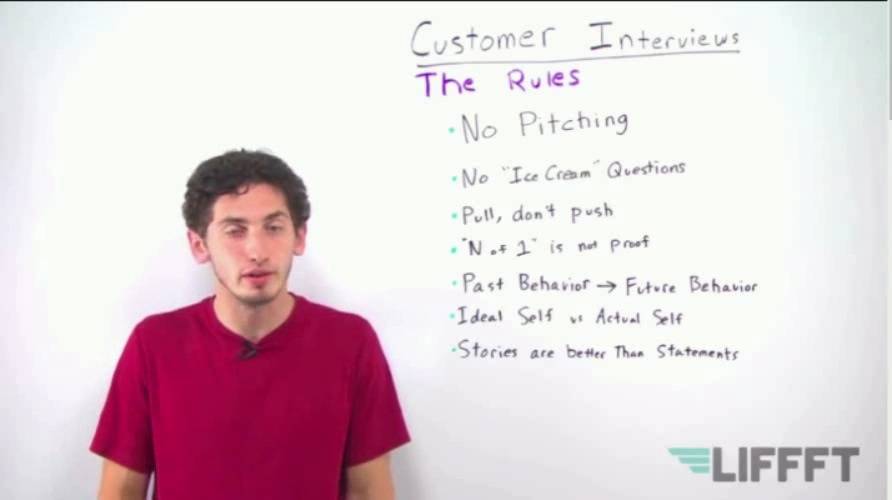 Customer Interviews
The Rules
• No Pitching
• No "Ice Cream" Questions
• Pull, don't push
• "N of 1" is not proof
• Past Behavior → Future Behavior
• Ideal Self vs Actual Self
• Stories are better Than Statements
LIFFFT